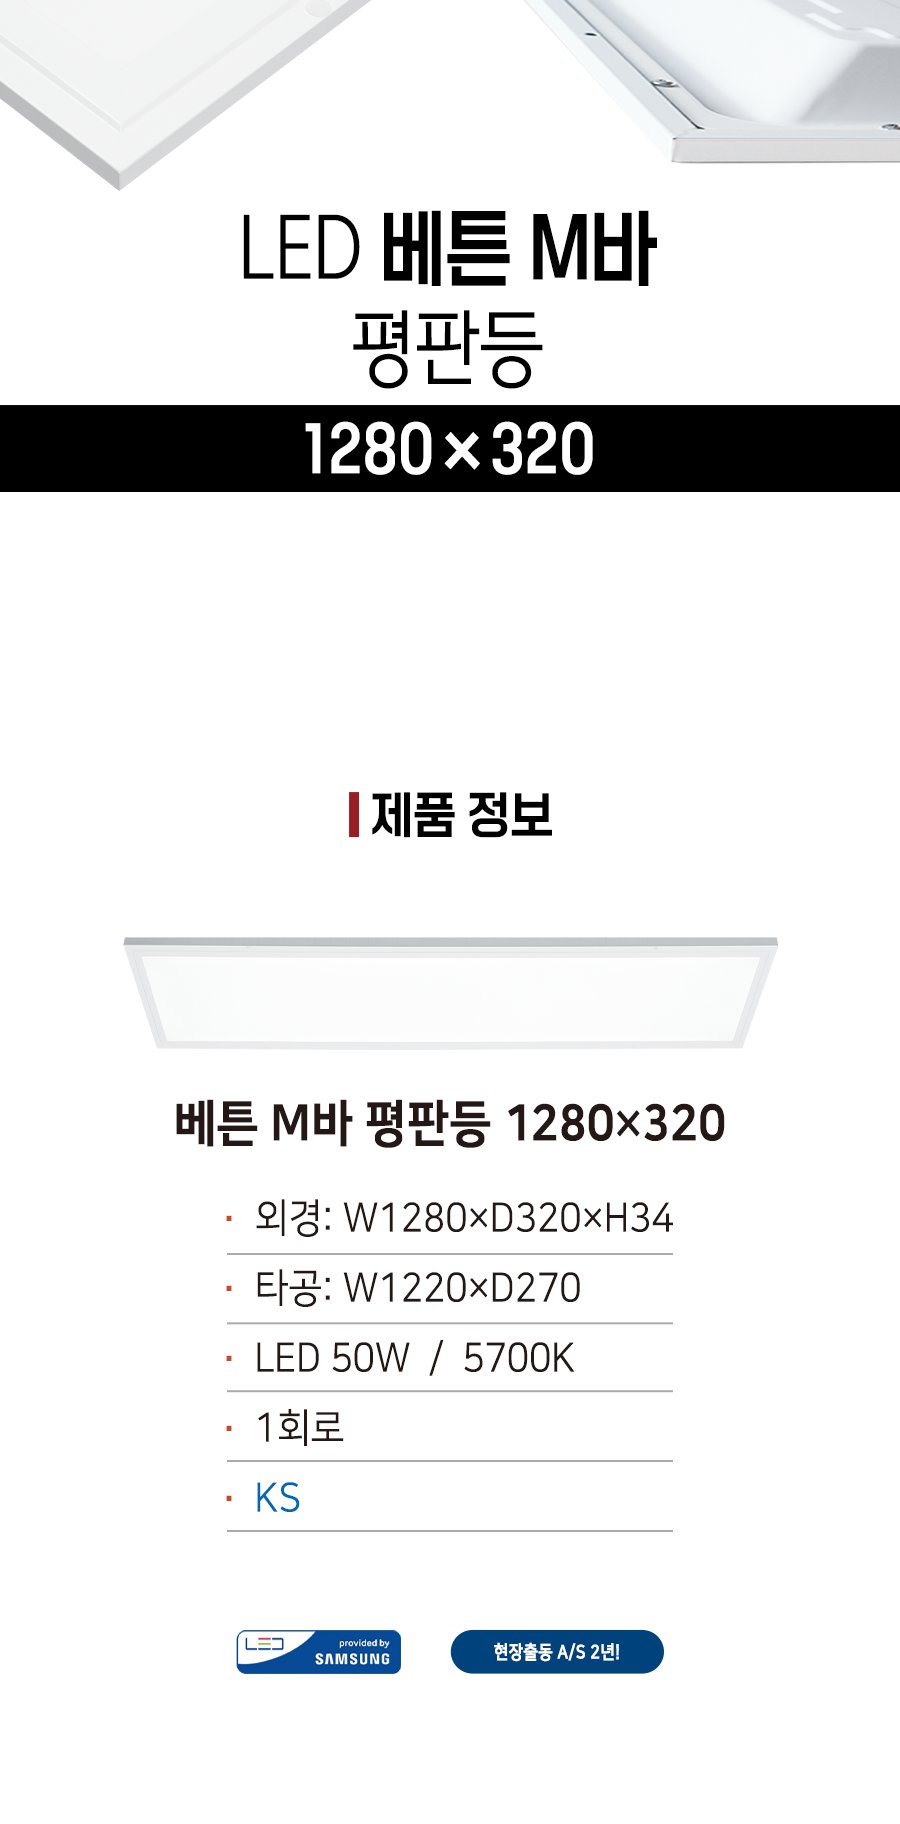 LED 베튼 M바
평판등
1280×320
제품 정보
베튼 M바 평판등 1280×320
· 외경: W1280×D320×H34
· 타공: W1220×D270
· LED 50W / 5700K
· 1회로
· KS
LED provided by
SAMSUNG
현장출동 A/S 2년!